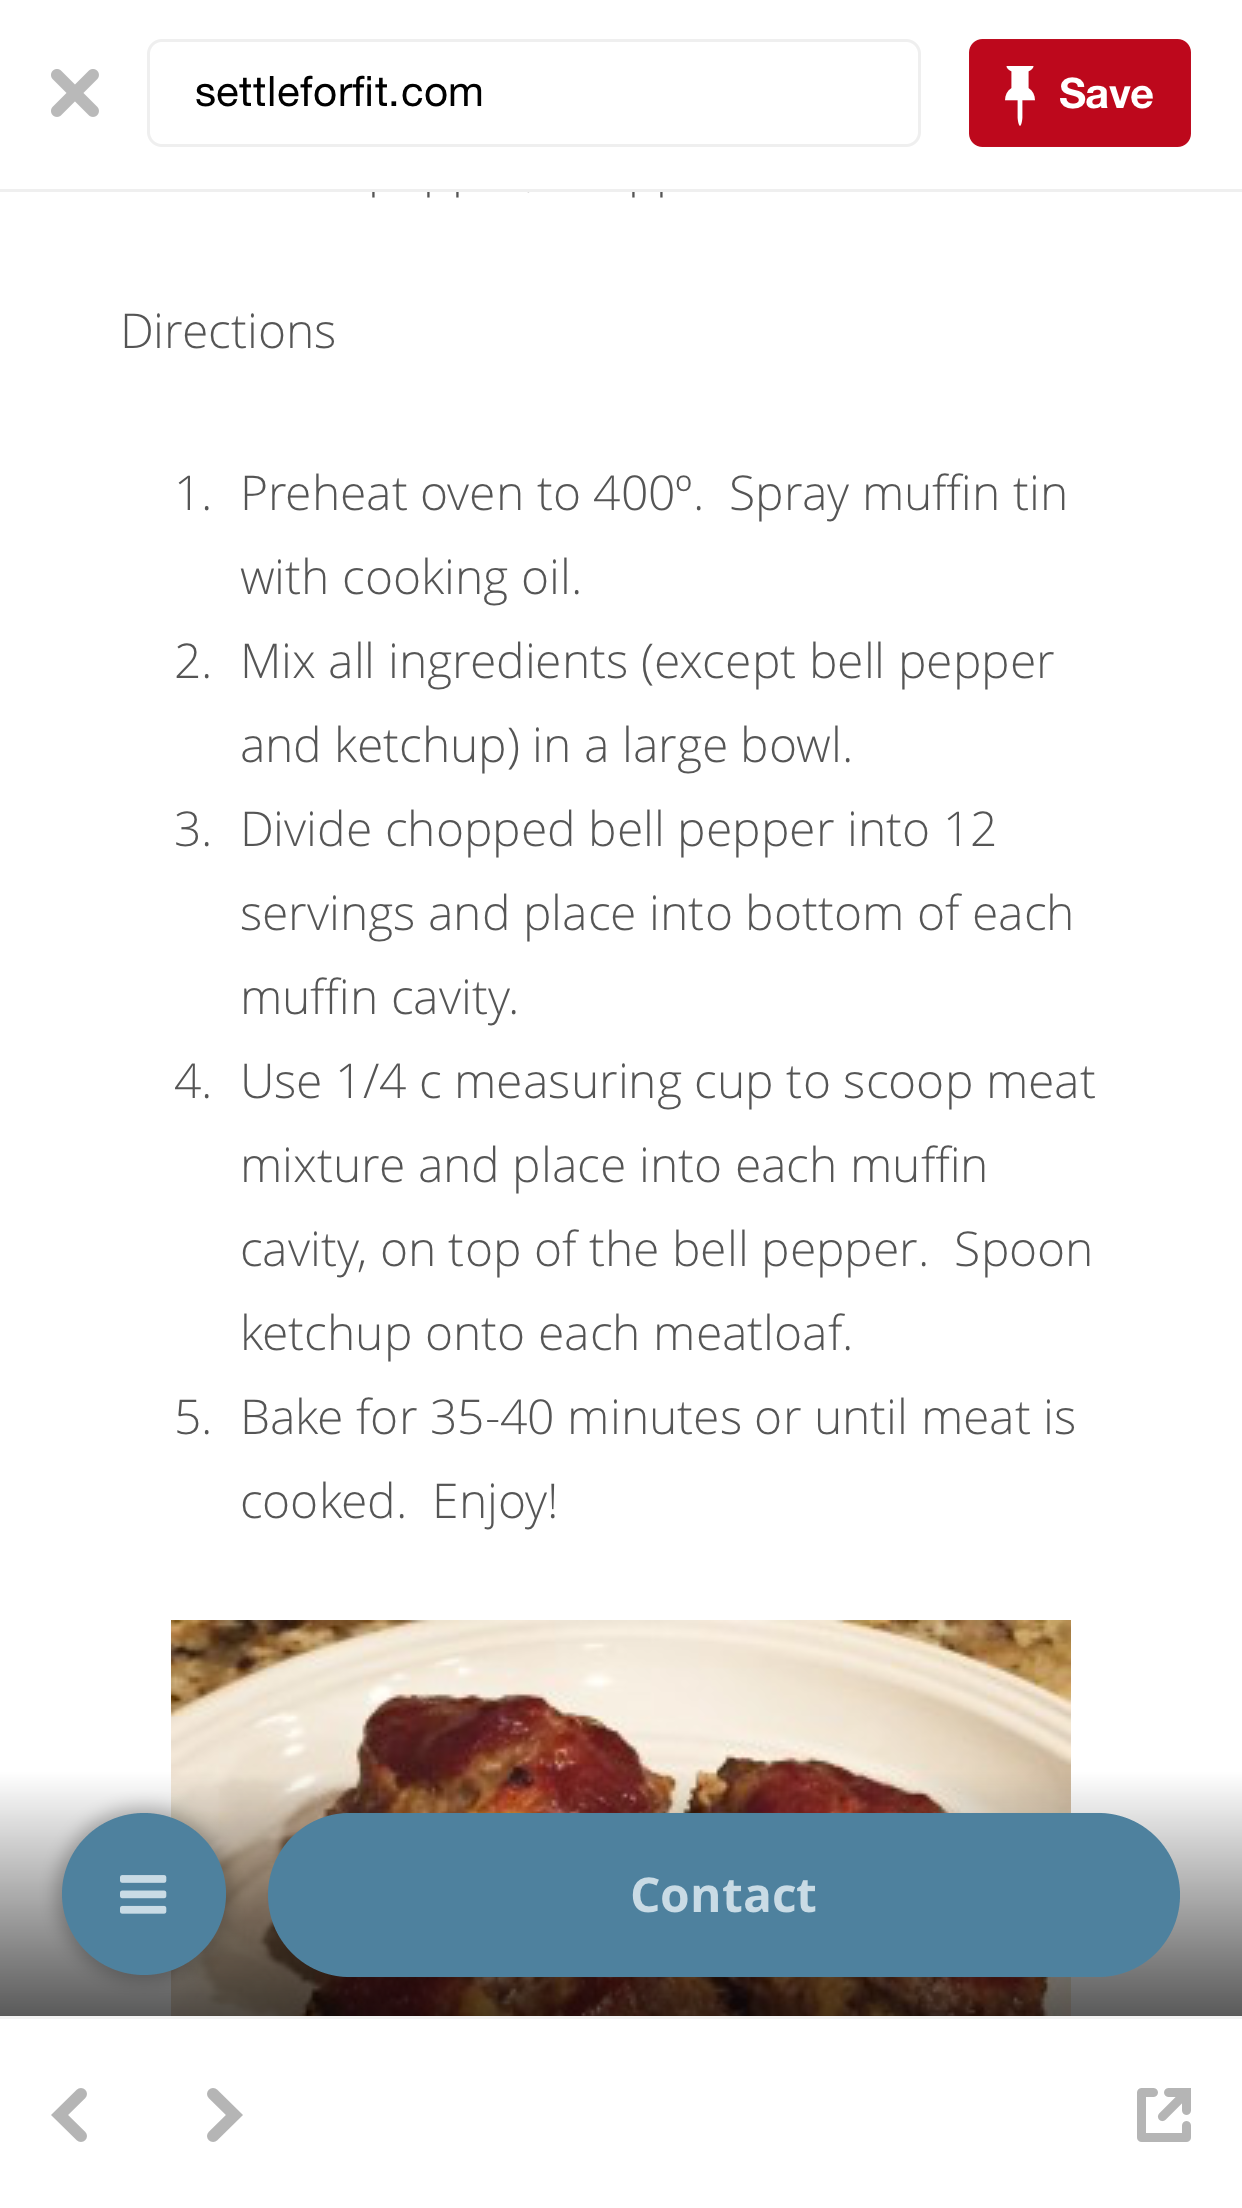 settleforfit.com
Save
Directions
1. Preheat oven to 400º.  Spray muffin tin
with cooking oil.
2. Mix all ingredients (except bell pepper
and ketchup) in a large bowl.
3. Divide chopped bell pepper into 12
servings and place into bottom of each
muffin cavity.
4. Use 1/4 c measuring cup to scoop meat
mixture and place into each muffin
cavity, on top of the bell pepper.  Spoon
ketchup onto each meatloaf.
5. Bake for 35-40 minutes or until meat is
cooked.  Enjoy!
Contact